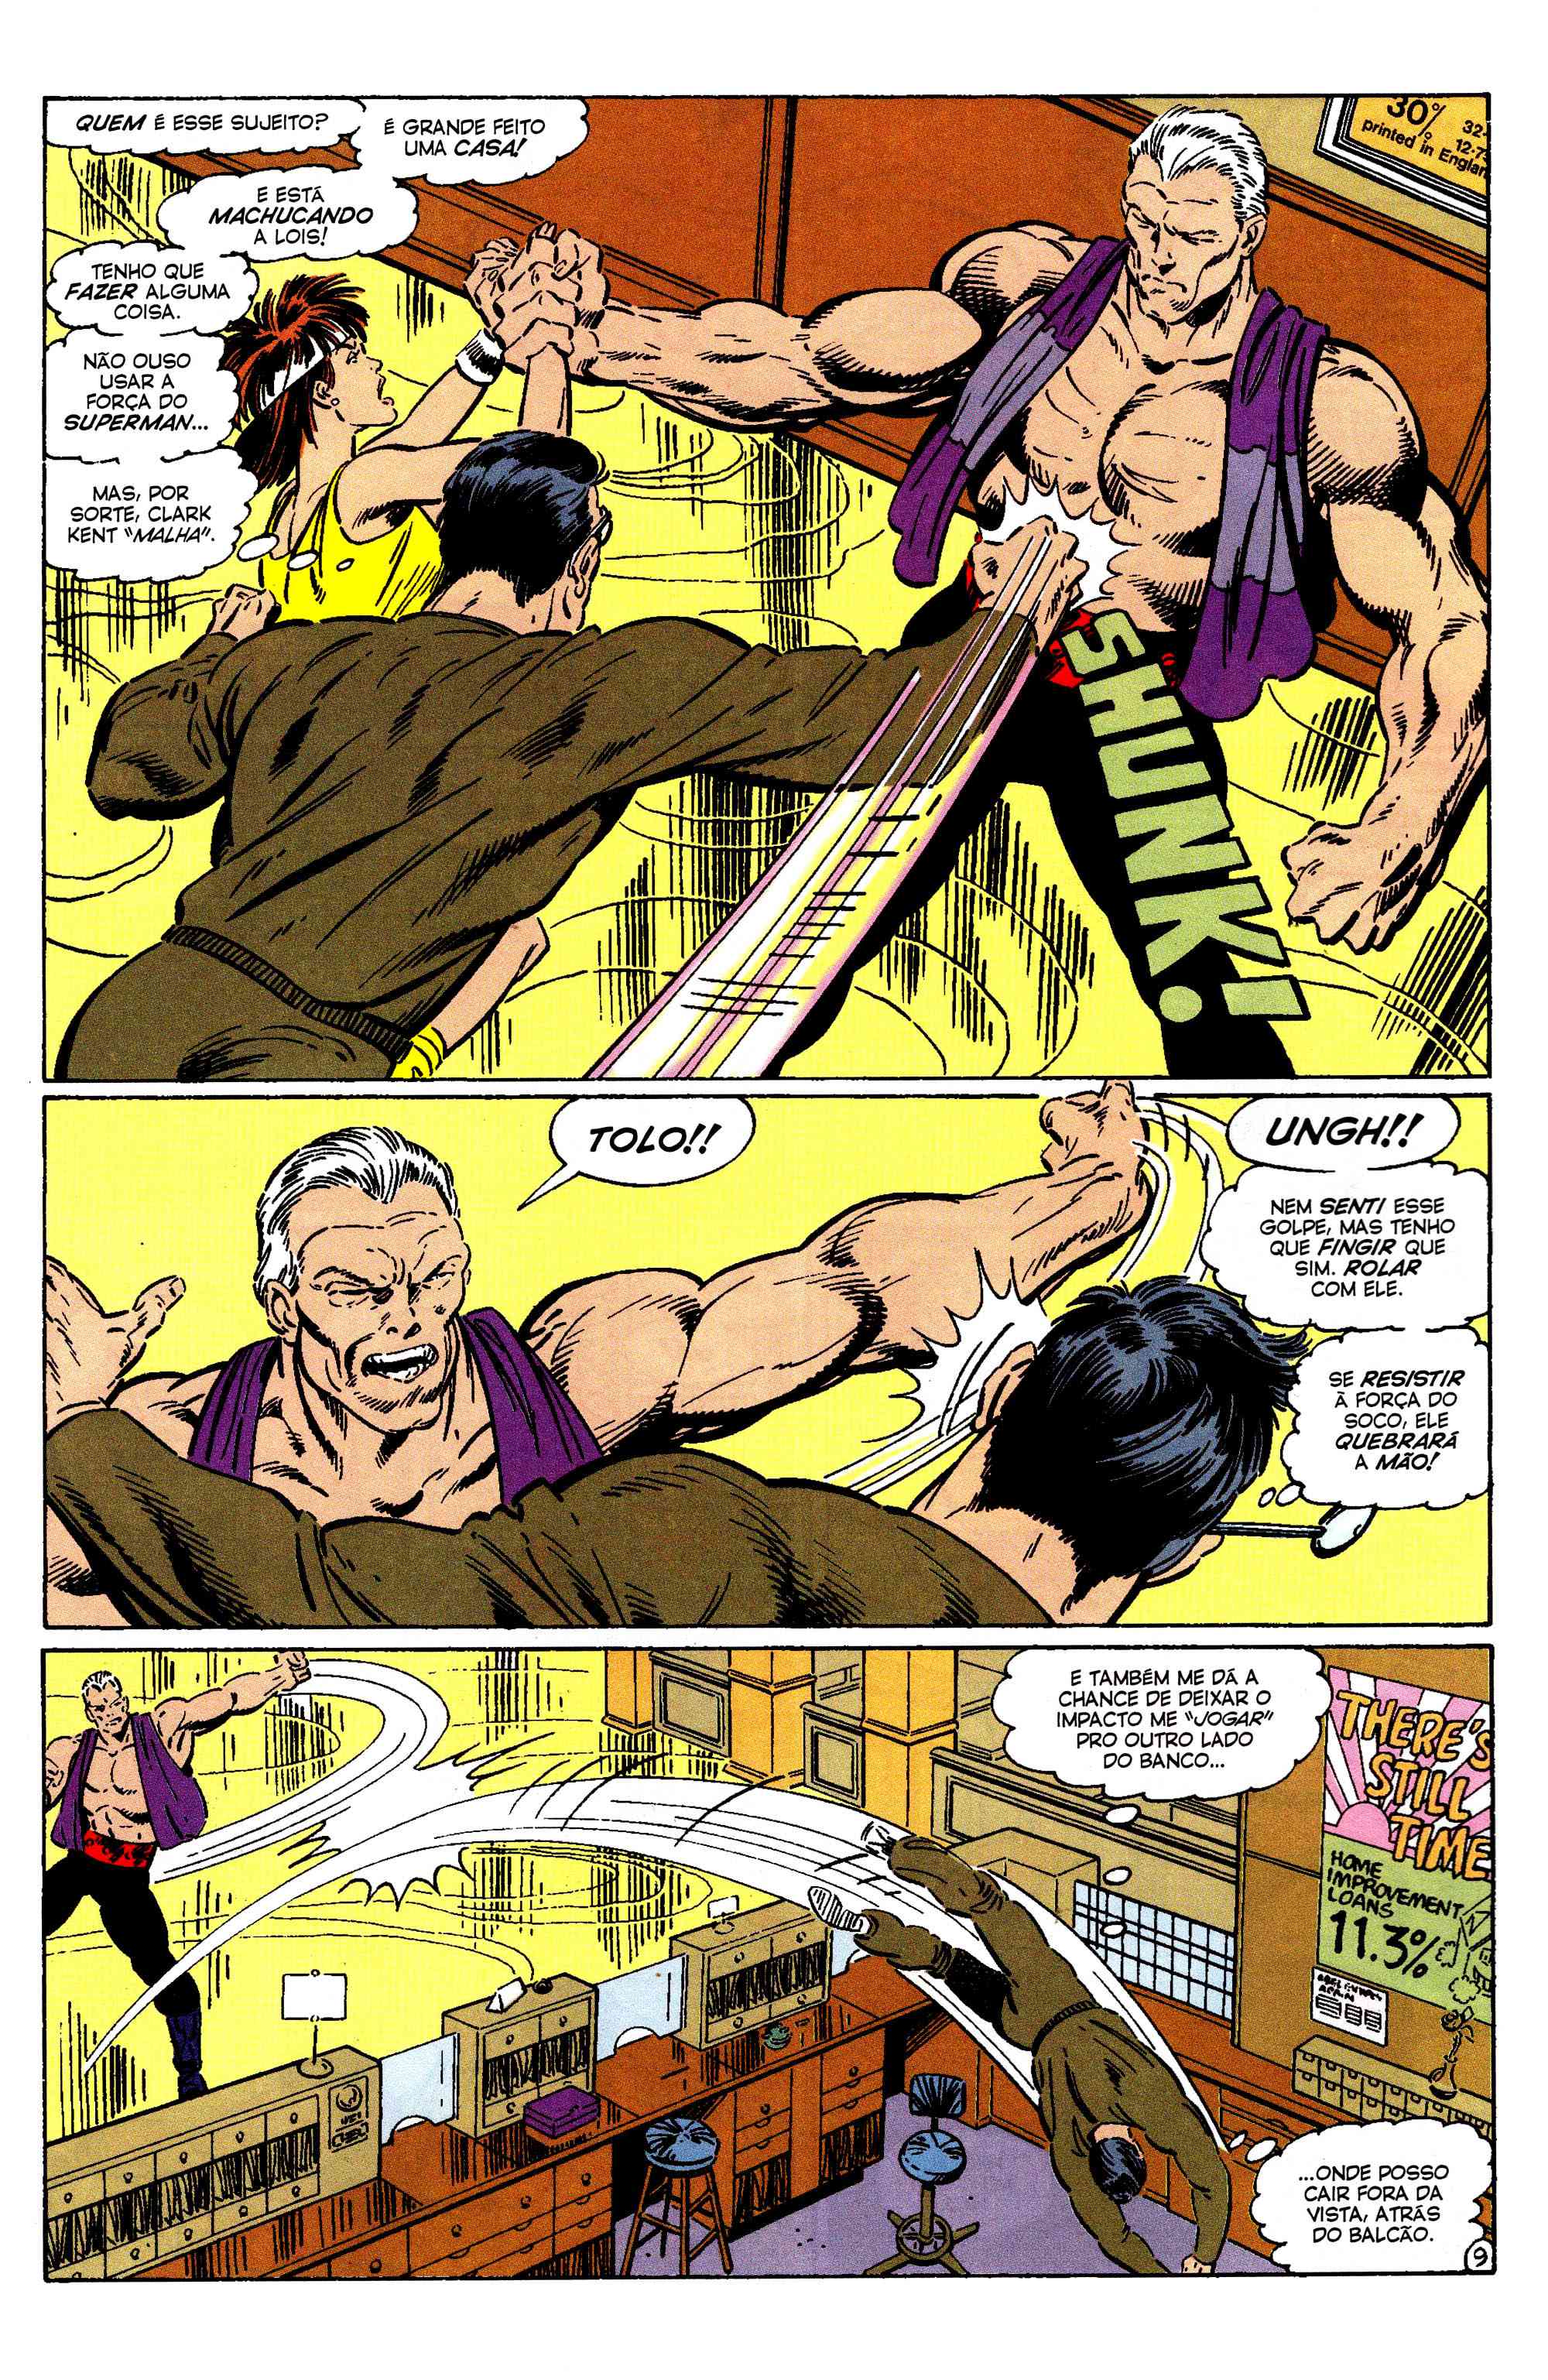 QUEM É ESSE SUJEITO?
É GRANDE FEITO
UMA CASA!
E ESTÁ
MACHUCANDO
A LOIS!
TENHO QUE
FAZER ALGUMA
COISA.
NÃO OUSO
USAR A
FORÇA DO
SUPERMAN...
MAS, POR
SORTE, CLARK
KENT "MALHA".
30%
printed in
SHUNK!
TOLO!!
UNGH!!
NEM SENTI ESSE
GOLPE, MAS TENHO
QUE FINGIR QUE
SIM. ROLAR
COM ELE.
SE RESISTIR
À FORÇA DO
SOCO, ELE
QUEBRARÁ
A MÃO!
E TAMBÉM ME DÁ A
CHANCE DE DEIXAR O
IMPACTO ME "JOGAR"
PRO OUTRO LADO
DO BANCO...
THERE'S
STILL
TIME
HOME
IMPROVEMENT
LOANS
11.3%
...ONDE POSSO
CAIR FORA DA
VISTA, ATRÁS
DO BALCÃO.
9